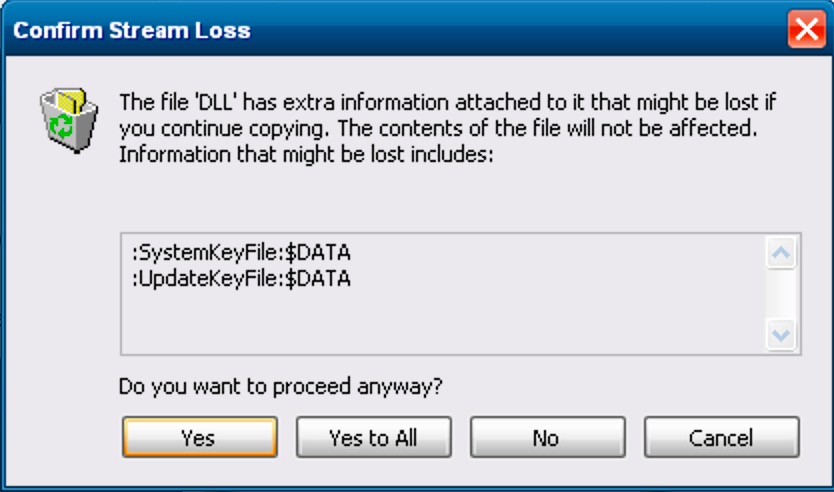 Confirm Stream Loss
The file 'DLL' has extra information attached to it that might be lost if
you continue copying. The contents of the file will not be affected.
Information that might be lost includes:
:SystemKeyFile:$DATA
:UpdateKeyFile:$DATA
Do you want to proceed anyway?
Yes Yes to All No Cancel